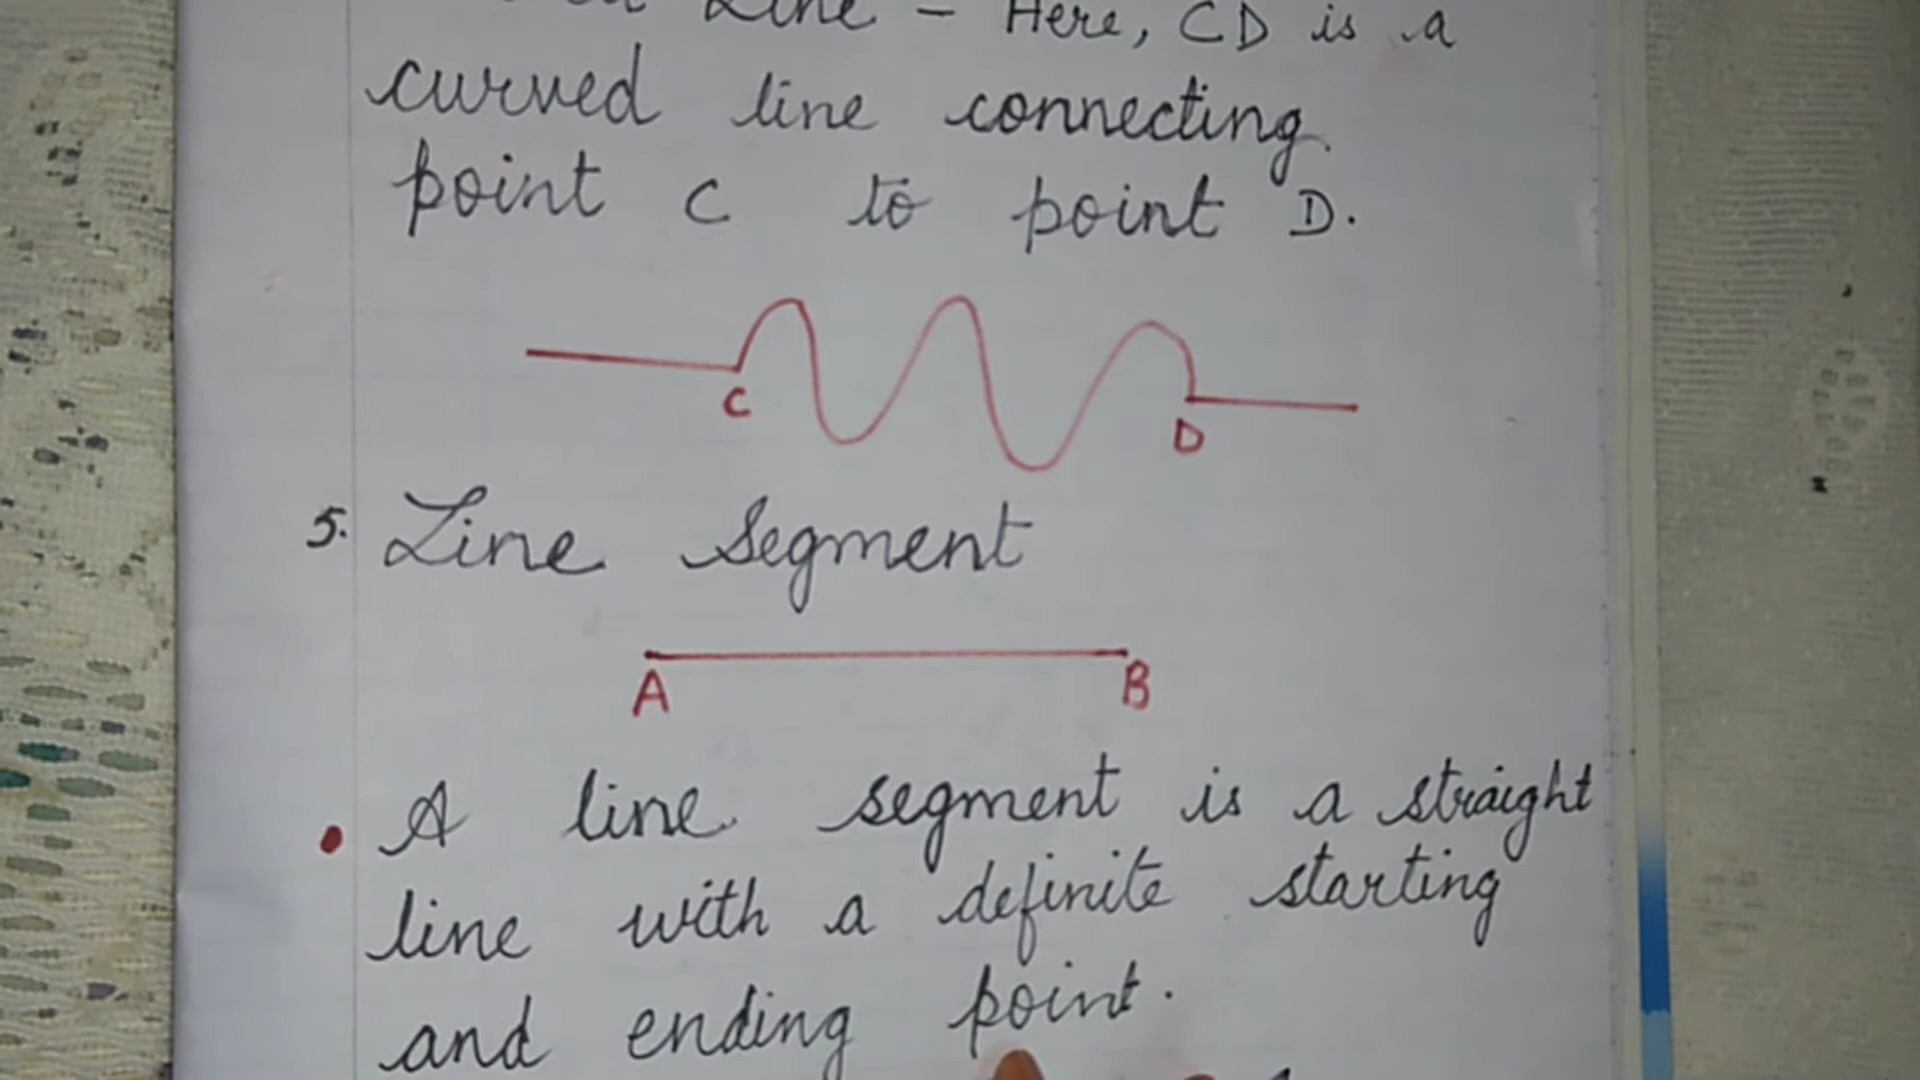 Line - Here, CD is a
curved line connecting
point C to point D.
C
D
5. Line Segment
A B
• A line segment is a straight
line with a definite starting
and ending point.